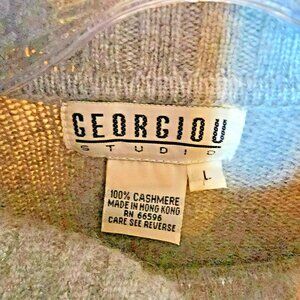 GEORGIOU
STUDIO
L
100% CASHMERE
MADE IN HONG KONG
RN 66596
CARE SEE REVERSE